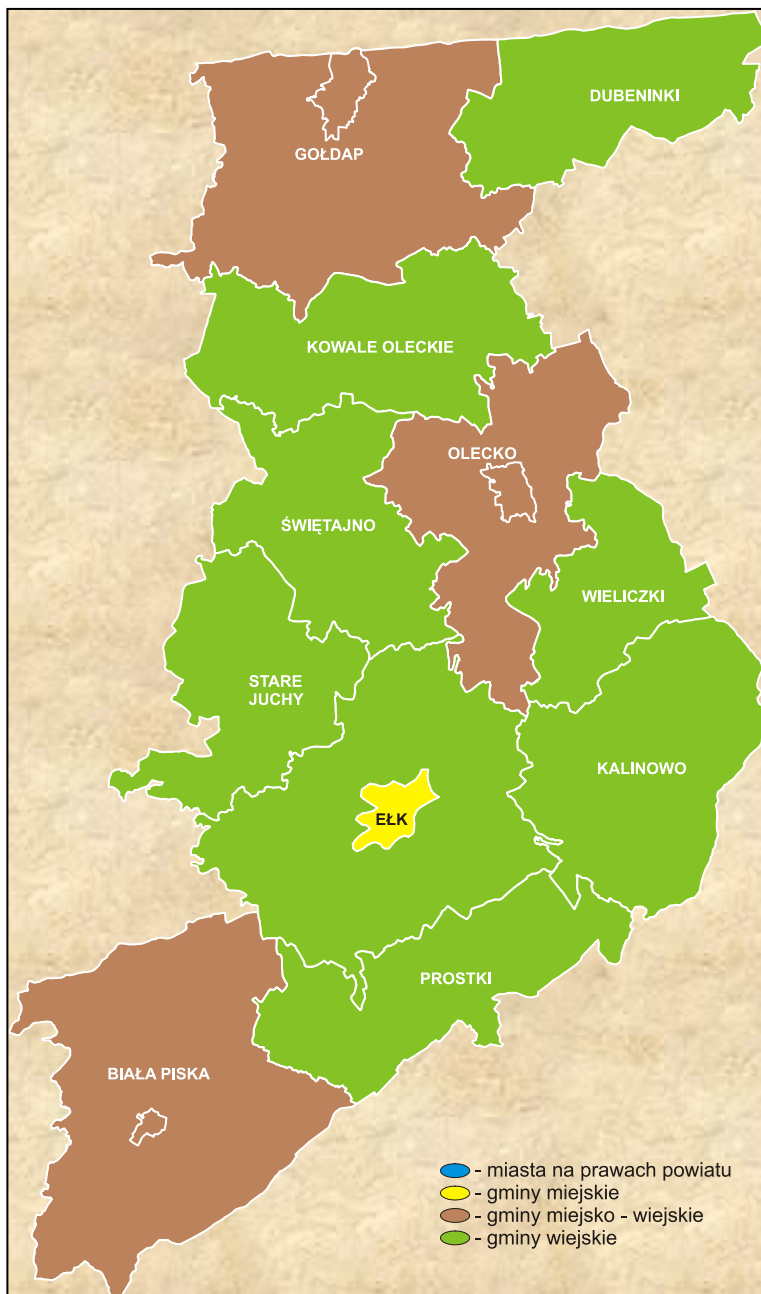 DUBENINKI
GOŁDAP
KOWALE OLECKIE
OLECKO
ŚWIĘTAJNO
WIELICZKI
STARE
JUCHY
KALINOWO
EŁK
PROSTKI
BIAŁA PISKA
- miasta na prawach powiatu
- gminy miejskie
- gminy miejsko - wiejskie
- gminy wiejskie